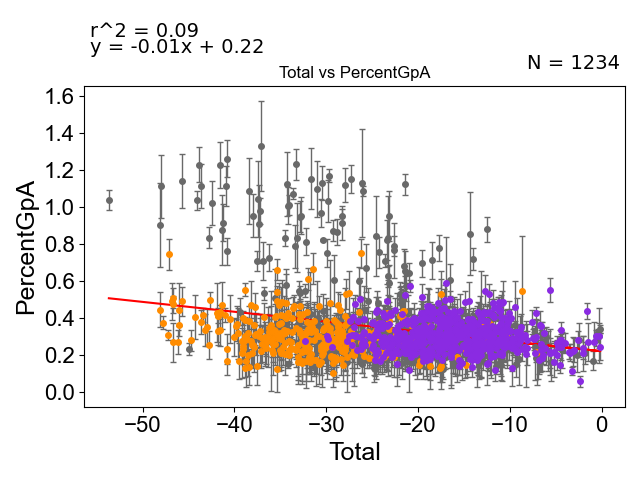 r^2 = 0.09
y = -0.01x + 0.22
N = 1234
Total vs PercentGpA
PercentGpA
1.6
1.4
1.2
1.0
0.8
0.6
0.4
0.2
0.0
−50 −40 −30 −20 −10 0
Total